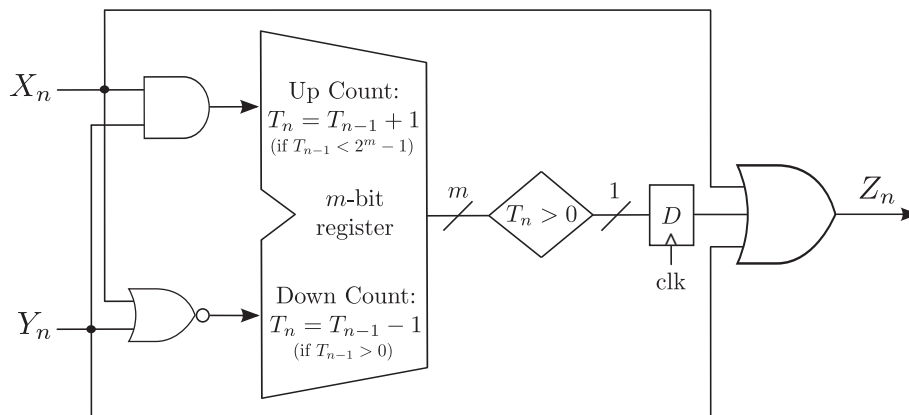 X_n
Up Count:
T_n = T_{n-1} + 1
(if T_{n-1} < 2^m - 1)
m-bit
register
m
T_n > 0
1
D
clk
Z_n
Y_n
Down Count:
T_n = T_{n-1} - 1
(if T_{n-1} > 0)